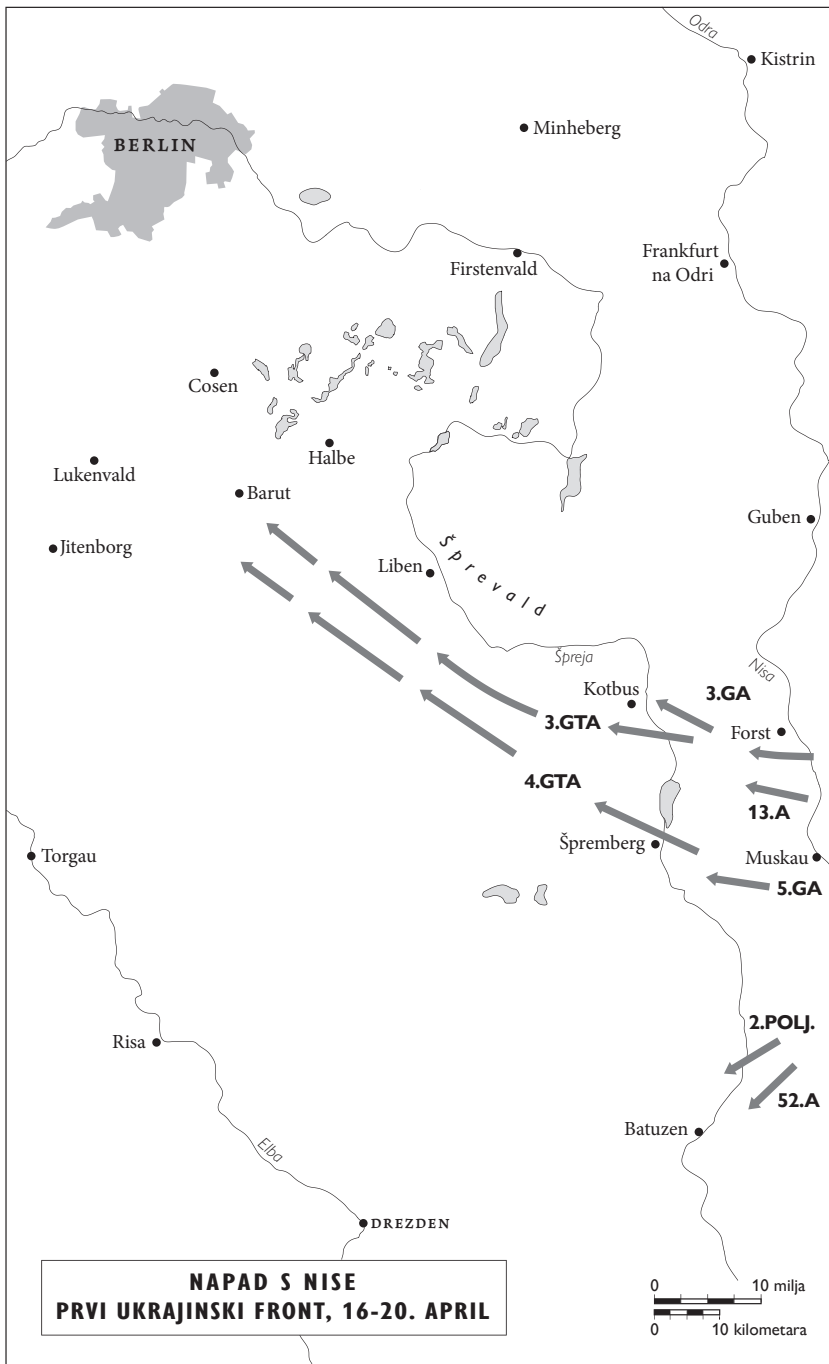 Odra
Kistrin
Minheberg
BERLIN
Frankfurt
na Odri
Firstenvald
Cosen
Halbe
Lukenvald
Barut
Guben
Jitenborg
Šprevald
Liben
Špreja
Nisa
Kotbus
3.GA
3.GTA
Forst
4.GTA
13.A
Špremberg
Torgau
Muskau
5.GA
2.POLJ.
Risa
52.A
Batuzen
Elba
DREZDEN
NAPAD S NISE
PRVI UKRAJINSKI FRONT, 16-20. APRIL
0 10 milja
0 10 kilometara